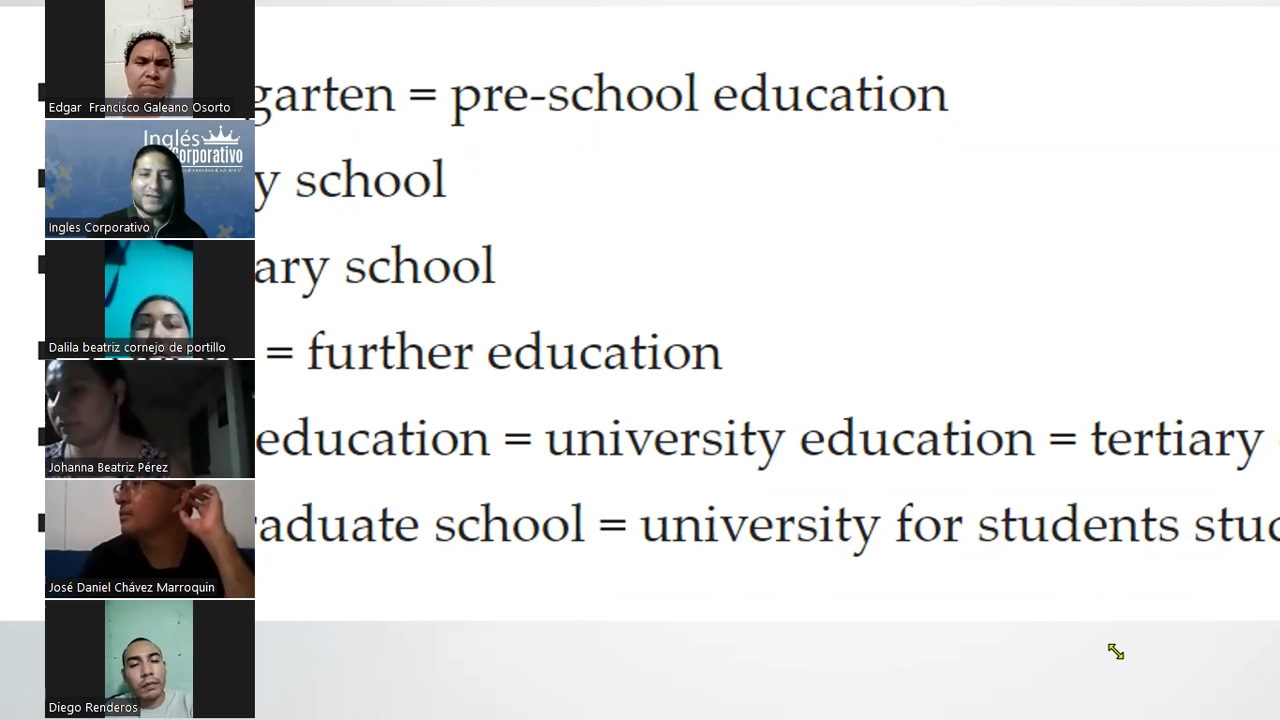 Edgar Francisco Galeano Osorto
Inglés
Corporativo
Ingles Corporativo
Dalila beatriz cornejo de portillo
Johanna Beatriz Pérez
José Daniel Chávez Marroquin
Diego Renderos
garten = pre-school education
y school
ary school
= further education
education = university education = tertiary
raduate school = university for students stud